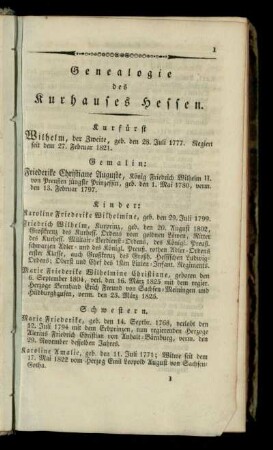 1
Genealogie
des
Kurhauses Hessen.
Kurfürst
Wilhelm, der Zweite, geb. den 28. Juli 1777. Regiert
seit dem 27. Februar 1821.
Gemalin:
Friederike Christiane Auguste, König Friedrich Wilhelm II.
von Preussen jüngste Prinzessin, geb. den 1. Mai 1780, verm.
den 13. Februar 1797.
Kinder:
Karoline Friederike Wilhelmine, geb. den 29. Juli 1799.
Friedrich Wilhelm, Kurprinz, geb. den 20. August 1802,
Großkreuz des Kurhess. Ordens vom goldnen Löwen, Ritter
des Kurhess. Militair-Verdienst-Ordens, des Königl. Preuß.
schwarzen Adler- und des Königl. Preuß. rothen Adler-Ordens
erster Klasse, auch Großkreuz des Großh. Hessischen Ludwig-
Ordens; Oberst und Chef des 1sten Linien-Infant. Regiments.
Marie Friederike Wilhelmine Christiane, geboren den
6. September 1804, verl. den 16. März 1825 mit dem regier.
Herzoge Bernhard Erich Freund von Sachsen-Meiningen und
Hildburghausen, verm. den 23. März 1825.
Schwestern.
Marie Friederike, geb. den 14. Septbr. 1768, verlobt den
12. Juli 1794 mit dem Erbprinzen, nun regierenden Herzoge
Alexius Friedrich Christian von Anhalt-Bärnburg, verm. den
29. November desselben Jahres.
Karoline Amalie, geb. den 11. Juli 1771; Witwe seit dem
17. Mai 1822 vom Herzog Emil Leopold August von Sachsen-
Gotha.
1